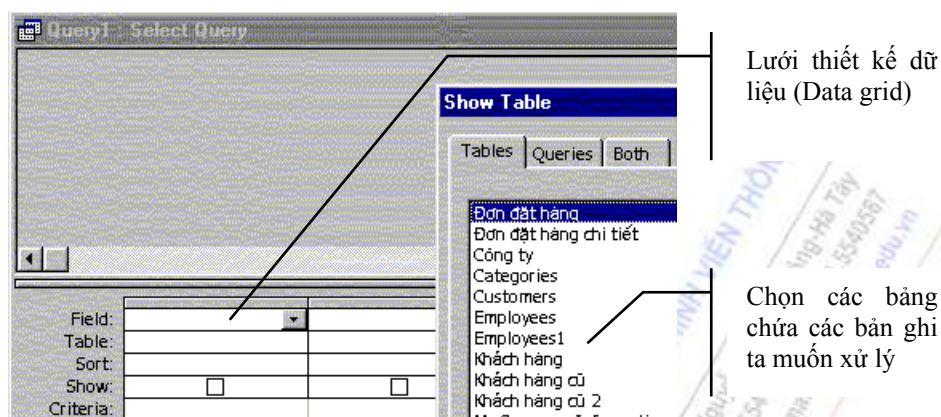 Query1 : Select Query
Lưới thiết kế dữ
liệu (Data grid)
Show Table
Tables Queries Both
Đơn đặt hàng
Đơn đặt hàng chi tiết
Công ty
Categories
Customers
Employees
Employees1
Khách hàng
Khách hàng cũ
Khách hàng cũ 2
Chọn các bảng
chứa các bản ghi
ta muốn xử lý
Field:
Table:
Sort:
Show:
Criteria: